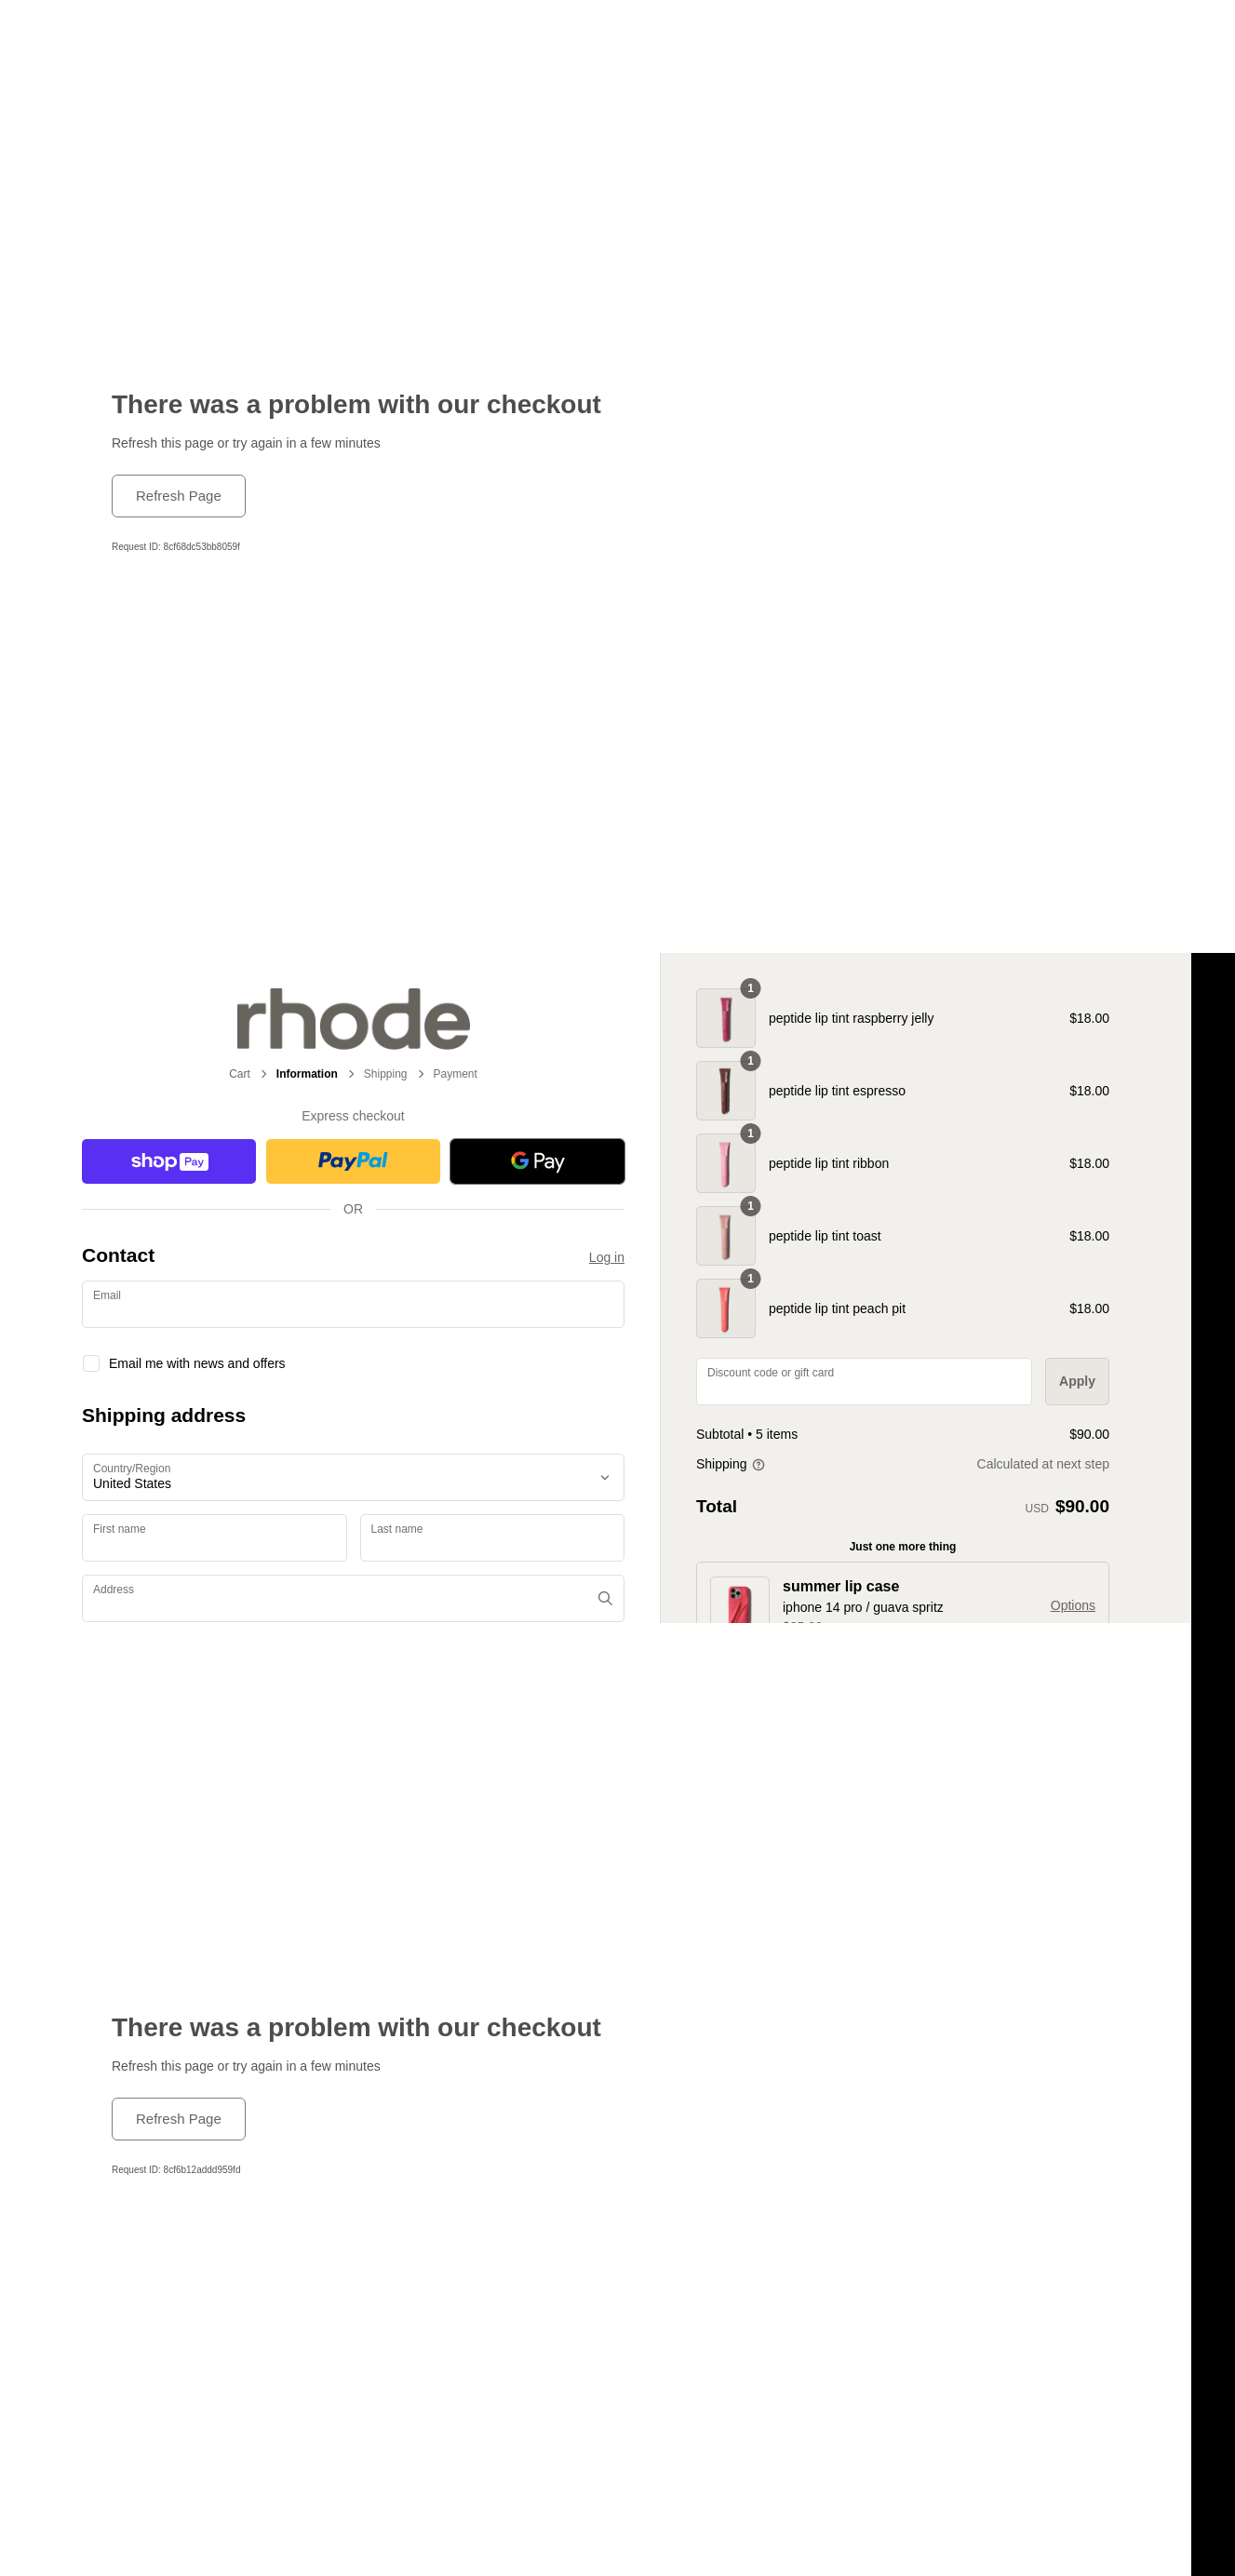 There was a problem with our checkout
Refresh this page or try again in a few minutes
Refresh Page
Request ID: 8cf68dc53bb8059f
rhode
Cart > Information > Shipping > Payment
Express checkout
shop Pay
PayPal
G Pay
OR
Contact
Log in
Email
Email me with news and offers
Shipping address
Country/Region
United States
First name
Last name
Address
1
peptide lip tint raspberry jelly $18.00
1
peptide lip tint espresso $18.00
1
peptide lip tint ribbon $18.00
1
peptide lip tint toast $18.00
1
peptide lip tint peach pit $18.00
Discount code or gift card
Apply
Subtotal • 5 items $90.00
Shipping Calculated at next step
Total USD $90.00
Just one more thing
summer lip case
iphone 14 pro / guava spritz
Options
There was a problem with our checkout
Refresh this page or try again in a few minutes
Refresh Page
Request ID: 8cf6b12addd959fd